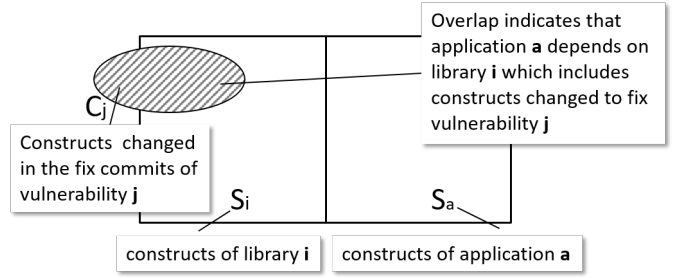 Overlap indicates that
application a depends on
library i which includes
constructs changed to fix
vulnerability j
Cj
Constructs changed
in the fix commits of
vulnerability j
Si
Sa
constructs of library i
constructs of application a